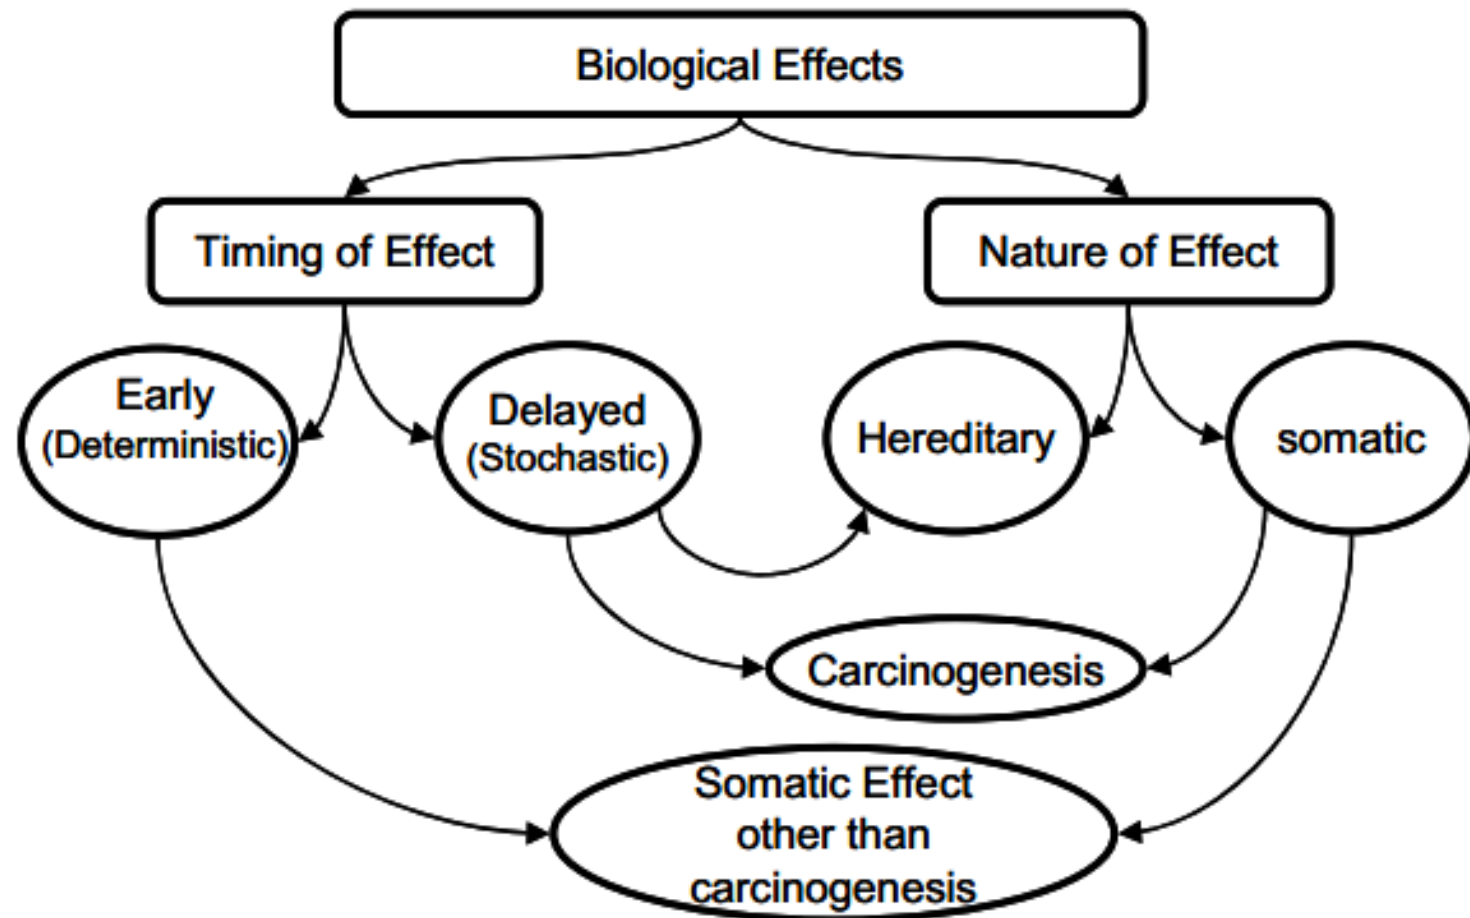 Biological Effects
Timing of Effect
Nature of Effect
Early
(Deterministic)
Delayed
(Stochastic)
Hereditary
somatic
Carcinogenesis
Somatic Effect
other than
carcinogenesis